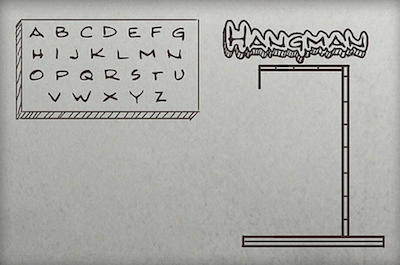 A B C D E F G
H I J K L M N
O P Q R S T U
V W X Y Z
HANGMAN